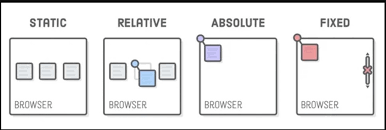 STATIC
RELATIVE
ABSOLUTE
FIXED
BROWSER
BROWSER
BROWSER
BROWSER